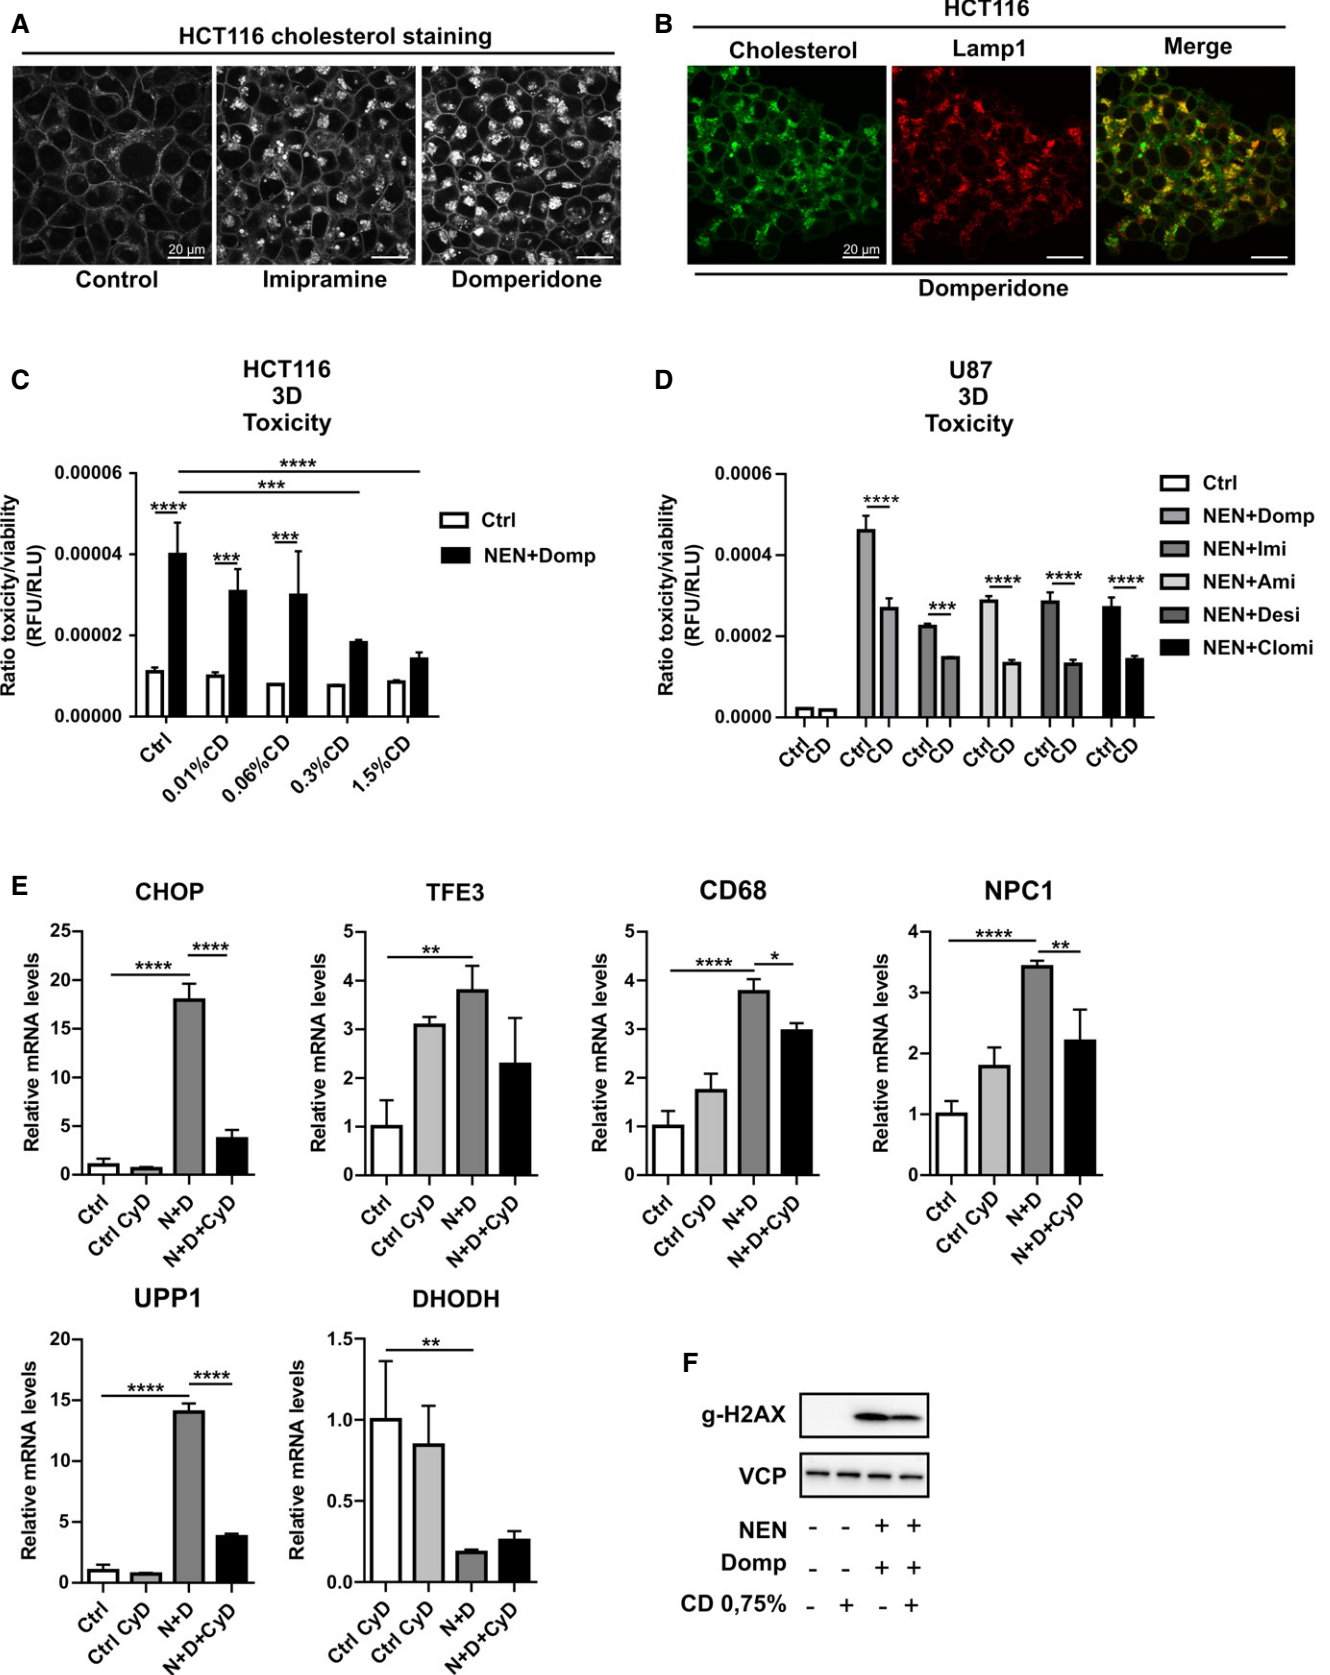 A
HCT116 cholesterol staining
20 µm
Control
Imipramine
Domperidone
B
HCT116
Cholesterol
Lamp1
Merge
20 µm
Domperidone
C
HCT116
3D
Toxicity
Ratio toxicity/viability
(RFU/RLU)
0.00006
0.00004
0.00002
0.00000
****
***
****
***
***
Ctrl
0.01%CD
0.06%CD
0.3%CD
1.5%CD
Ctrl
NEN+Domp
D
U87
3D
Toxicity
Ratio toxicity/viability
(RFU/RLU)
0.0006
0.0004
0.0002
0.0000
****
***
****
****
****
Ctrl
CD
Ctrl
CD
Ctrl
CD
Ctrl
CD
Ctrl
CD
Ctrl
CD
Ctrl
NEN+Domp
NEN+Imi
NEN+Ami
NEN+Desi
NEN+Clomi
E
CHOP
Relative mRNA levels
25
20
15
10
5
0
****
****
Ctrl
Ctrl CyD
N+D
N+D+CyD
TFE3
Relative mRNA levels
5
4
3
2
1
0
**
Ctrl
Ctrl CyD
N+D
N+D+CyD
CD68
Relative mRNA levels
5
4
3
2
1
0
****
*
Ctrl
Ctrl CyD
N+D
N+D+CyD
NPC1
Relative mRNA levels
4
3
2
1
0
****
**
Ctrl
Ctrl CyD
N+D
N+D+CyD
UPP1
Relative mRNA levels
20
15
10
5
0
****
****
Ctrl
Ctrl CyD
N+D
N+D+CyD
DHODH
Relative mRNA levels
1.5
1.0
0.5
0.0
**
Ctrl CyD
Ctrl CyD
N+D
N+D+CyD
F
g-H2AX
VCP
NEN - - + +
Domp - - + +
CD 0,75% - + - +